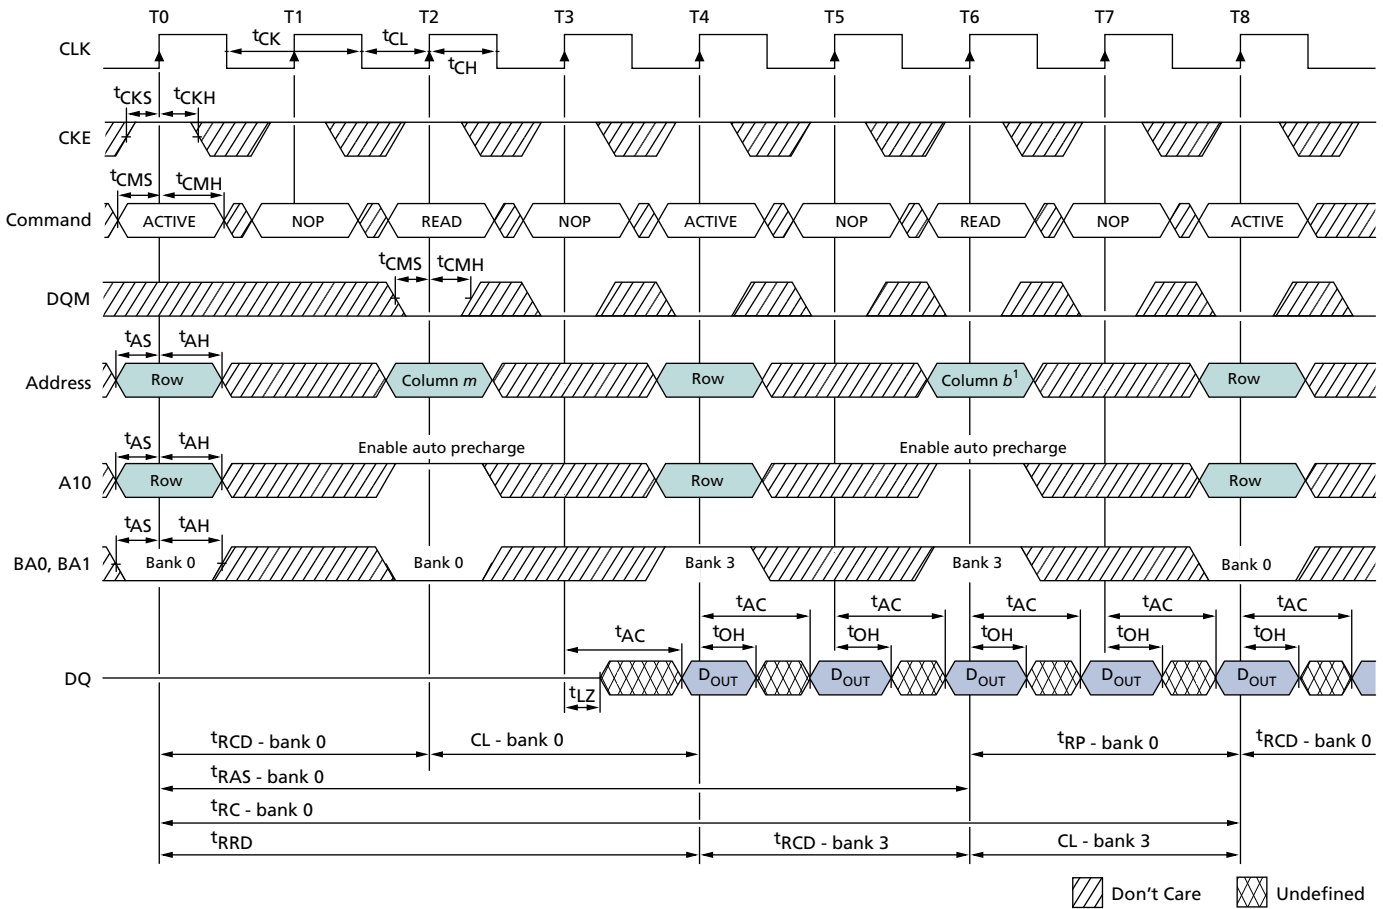 T0 T1 T2 T3 T4 T5 T6 T7 T8
CLK
tCK tCL
tCH
tCKS tCKH
CKE
tCMS tCMH
Command ACTIVE NOP READ NOP ACTIVE NOP READ NOP ACTIVE
tCMS tCMH
DQM
tAS tAH
Address Row Column m Row Column b1 Row
tAS tAH Enable auto precharge Enable auto precharge
A10 Row Row Row
tAS tAH
BA0, BA1 Bank 0 Bank 0 Bank 3 Bank 3 Bank 0
tAC tAC tAC tAC tAC
tAC tOH tOH tOH tOH tOH
DQ DOUT DOUT DOUT DOUT DOUT
tLZ
tRCD - bank 0 CL - bank 0 tRP - bank 0 tRCD - bank 0
tRAS - bank 0
tRC - bank 0
tRRD tRCD - bank 3 CL - bank 3
Don't Care Undefined